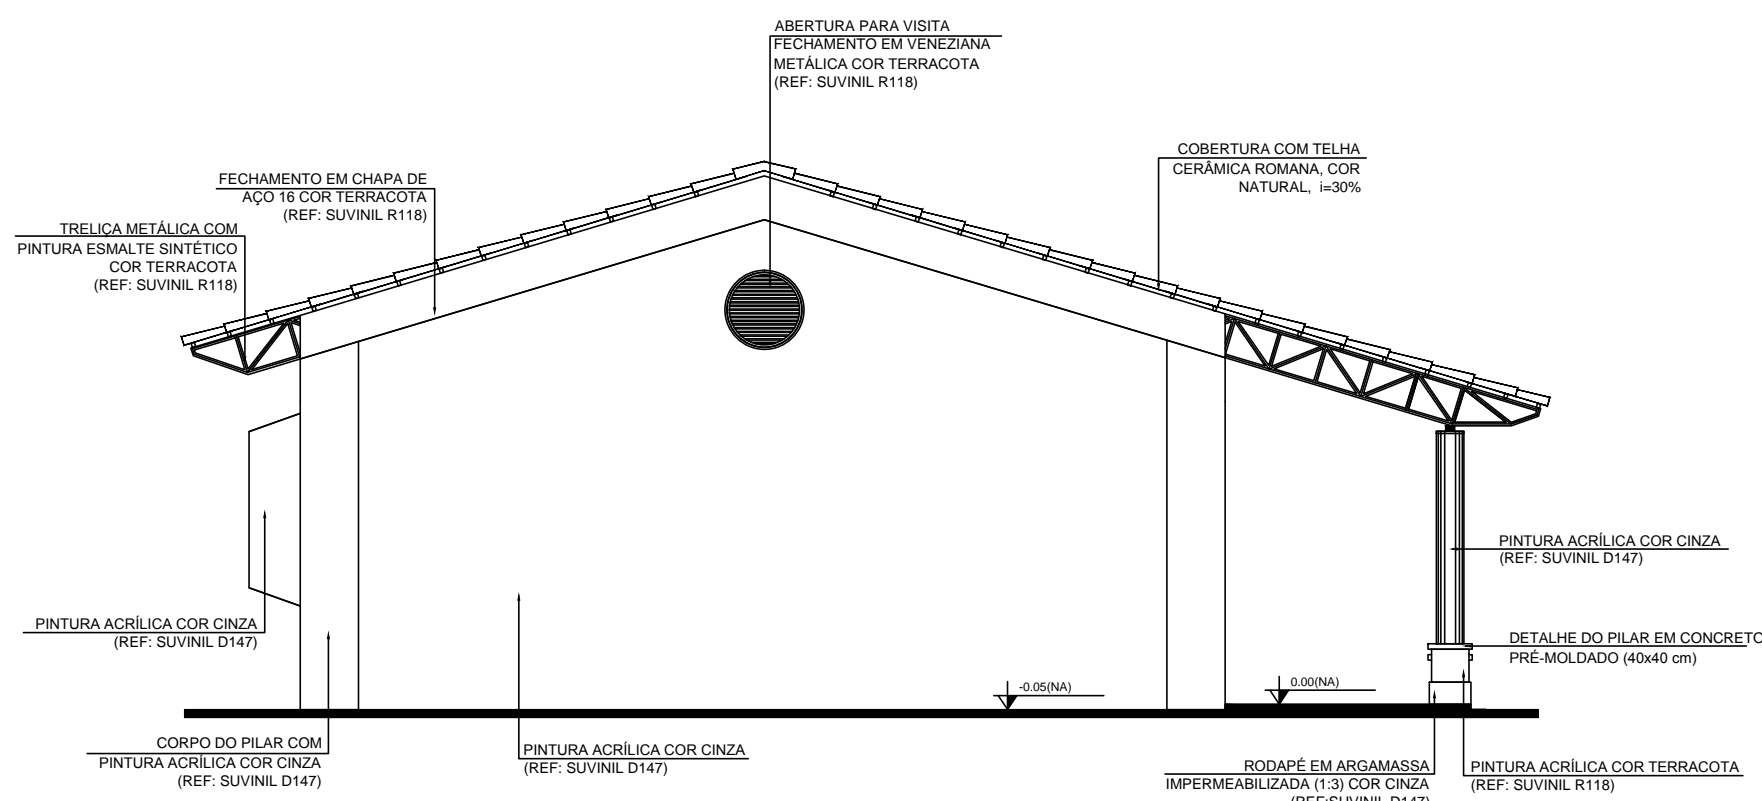 ABERTURA PARA VISITA
FECHAMENTO EM VENEZIANA
METÁLICA COR TERRACOTA
(REF: SUVINIL R118)
COBERTURA COM TELHA
CERÂMICA ROMANA, COR
NATURAL, i=30%
FECHAMENTO EM CHAPA DE
AÇO 16 COR TERRACOTA
(REF: SUVINIL R118)
TRELIÇA METÁLICA COM
PINTURA ESMALTE SINTÉTICO
COR TERRACOTA
(REF: SUVINIL R118)
PINTURA ACRÍLICA COR CINZA
(REF: SUVINIL D147)
PINTURA ACRÍLICA COR CINZA
(REF: SUVINIL D147)
DETALHE DO PILAR EM CONCRETO
PRÉ-MOLDADO (40x40 cm)
-0.05(NA)
0.00(NA)
CORPO DO PILAR COM
PINTURA ACRÍLICA COR CINZA
(REF: SUVINIL D147)
PINTURA ACRÍLICA COR CINZA
(REF: SUVINIL D147)
RODAPÉ EM ARGAMASSA
IMPERMEABILIZADA (1:3) COR CINZA
(REF:SUVINIL D147)
PINTURA ACRÍLICA COR TERRACOTA
(REF: SUVINIL R118)